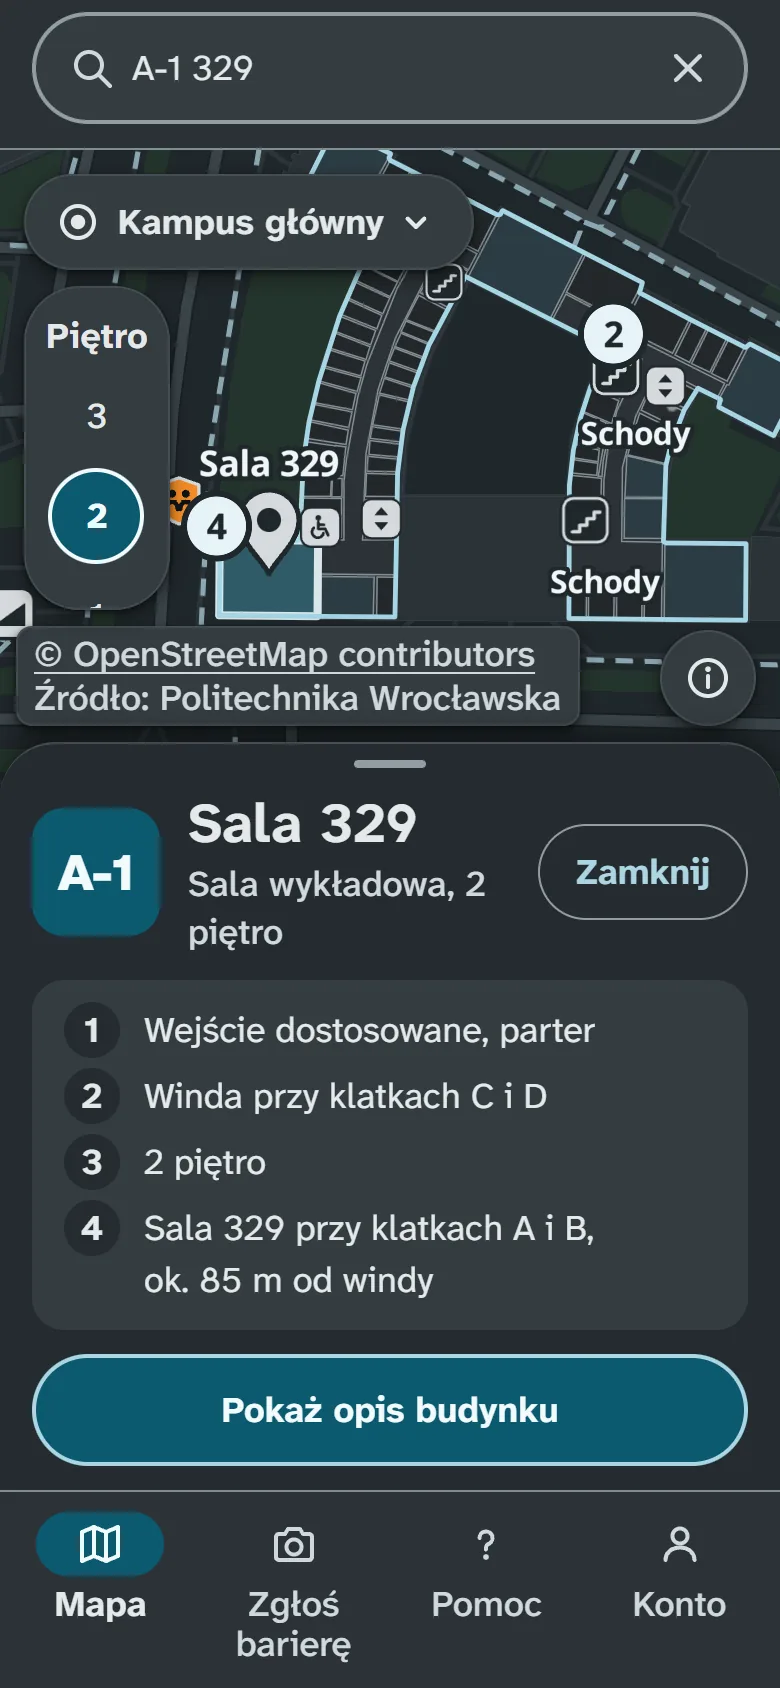 A-1 329
Kampus główny
Piętro
3
2
2
Schody
Sala 329
4
Schody
© OpenStreetMap contributors
Źródło: Politechnika Wrocławska
A-1
Sala 329
Sala wykładowa, 2
piętro
Zamknij
1 Wejście dostosowane, parter
2 Winda przy klatkach C i D
3 2 piętro
4 Sala 329 przy klatkach A i B,
ok. 85 m od windy
Pokaż opis budynku
Mapa
Zgłoś
barierę
Pomoc
Konto